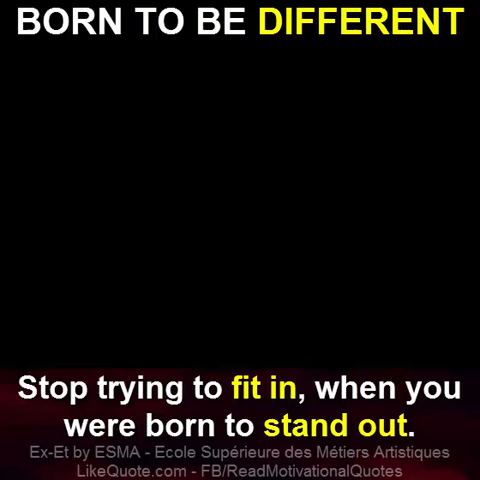 BORN TO BE DIFFERENT
Stop trying to fit in, when you
were born to stand out.
Ex-Et by ESMA - Ecole Supérieure des Métiers Artistiques
LikeQuote.com - FB/ReadMotivationalQuotes